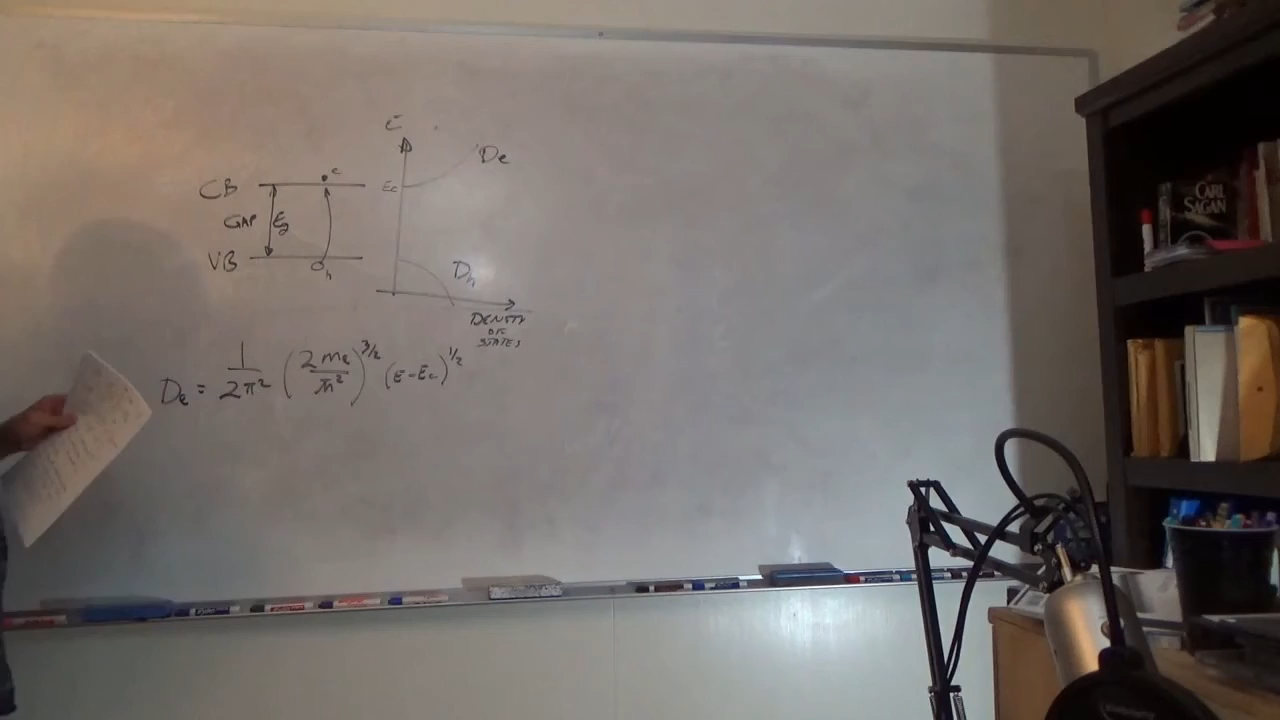 E
CB
e
GAP
Eg
VB
h
Ec
De
Dh
DENSITY
OF
STATES
De = 1/2π² (2me/ħ²)^3/2 (E-Ec)^1/2
CARL
SAGAN